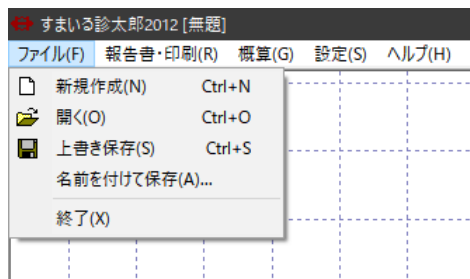 すまいる診太郎2012 [無題]
ファイル(F) 報告書・印刷(R) 概算(G) 設定(S) ヘルプ(H)
新規作成(N) Ctrl+N
開く(O) Ctrl+O
上書き保存(S) Ctrl+S
名前を付けて保存(A)...
終了(X)